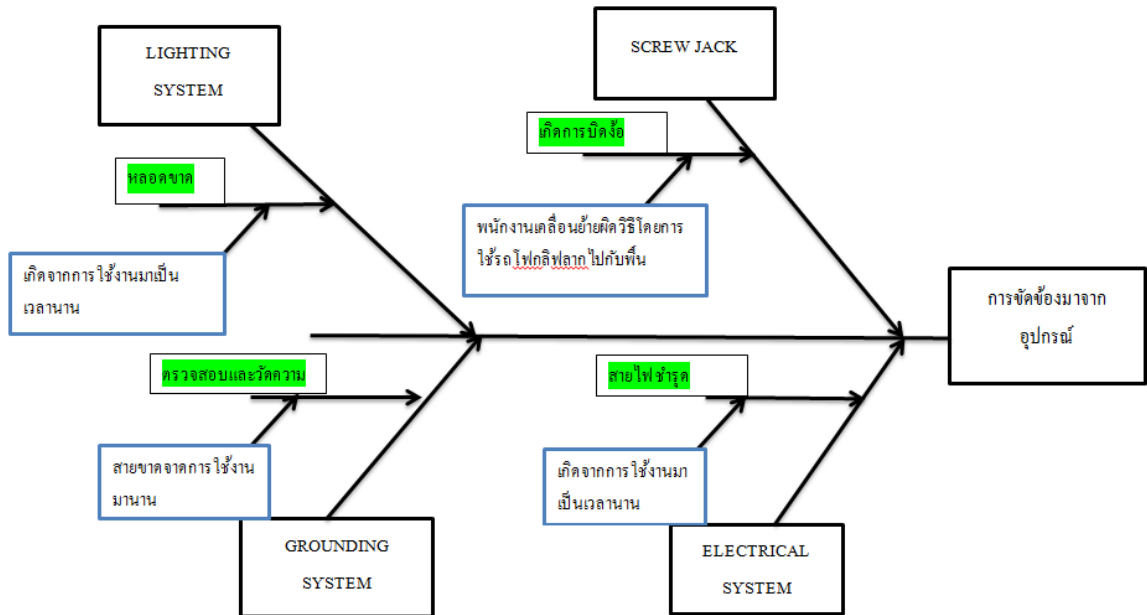 LIGHTING
SYSTEM
SCREW JACK
เกิดการบิดงอ
หลอดขาด
พนักงานเคลื่อนย้ายผิดวิธีโดยการ
ใช้รถโฟกลิฟลากไปกับพื้น
เกิดจากการใช้งานมาเป็น
เวลานาน
การขัดข้องมาจาก
อุปกรณ์
ตรวจสอบและวัดความ
สายไฟชำรุด
สายขาดจาดการใช้งาน
มานาน
เกิดจากการใช้งานมา
เป็นเวลานาน
GROUNDING
SYSTEM
ELECTRICAL
SYSTEM